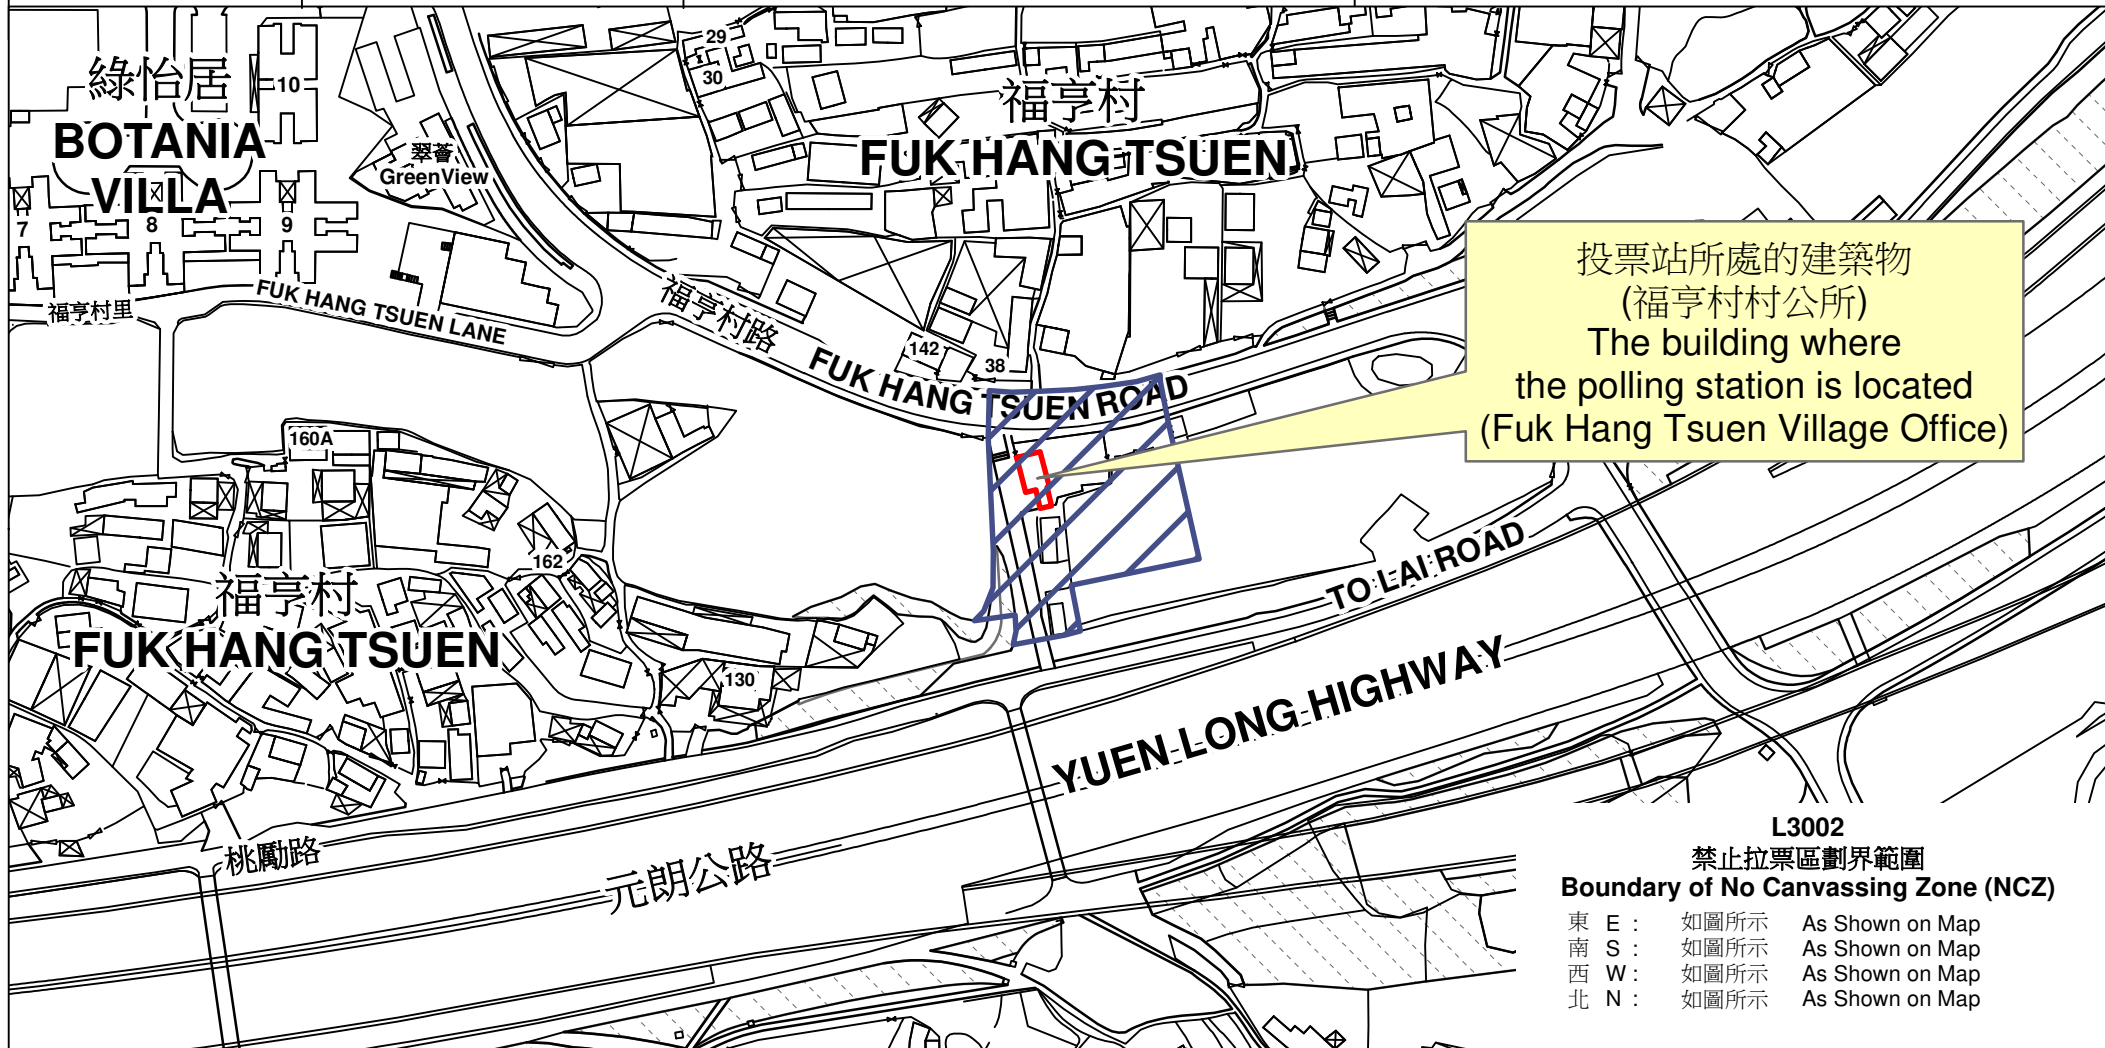 綠怡居
BOTANIA
VILLA
10
7
8
9
翠薈
GreenView
29
30
福亨村
FUK HANG TSUEN
福亨村里
FUK HANG TSUEN LANE
福亨村路
FUK HANG TSUEN ROAD
142
38
投票站所處的建築物
(福亨村村公所)
The building where
the polling station is located
(Fuk Hang Tsuen Village Office)
160A
162
福亨村
FUK HANG TSUEN
130
TO LAI ROAD
YUEN LONG HIGHWAY
桃勵路
元朗公路
L3002
禁止拉票區劃界範圍
Boundary of No Canvassing Zone (NCZ)
東 E : 如圖所示 As Shown on Map
南 S : 如圖所示 As Shown on Map
西 W : 如圖所示 As Shown on Map
北 N : 如圖所示 As Shown on Map